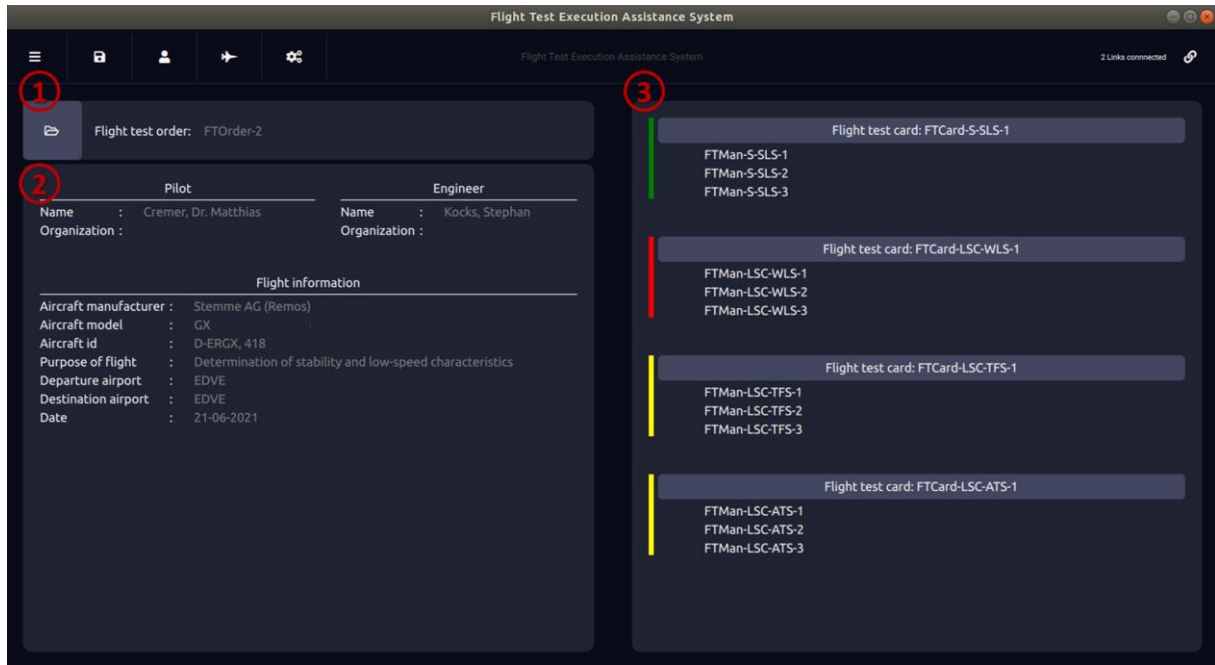 Flight Test Execution Assistance System
Flight Test Execution Assistance System
2 Links connnected
1
Flight test order: FTOrder-2
2
Pilot
Name : Cremer, Dr. Matthias
Organization :
Engineer
Name : Kocks, Stephan
Organization :
Flight information
Aircraft manufacturer : Stemme AG (Remos)
Aircraft model : GX
Aircraft id : D-ERGX, 418
Purpose of flight : Determination of stability and low-speed characteristics
Departure airport : EDVE
Destination airport : EDVE
Date : 21-06-2021
3
Flight test card: FTCard-S-SLS-1
FTMan-S-SLS-1
FTMan-S-SLS-2
FTMan-S-SLS-3
Flight test card: FTCard-LSC-WLS-1
FTMan-LSC-WLS-1
FTMan-LSC-WLS-2
FTMan-LSC-WLS-3
Flight test card: FTCard-LSC-TFS-1
FTMan-LSC-TFS-1
FTMan-LSC-TFS-2
FTMan-LSC-TFS-3
Flight test card: FTCard-LSC-ATS-1
FTMan-LSC-ATS-1
FTMan-LSC-ATS-2
FTMan-LSC-ATS-3